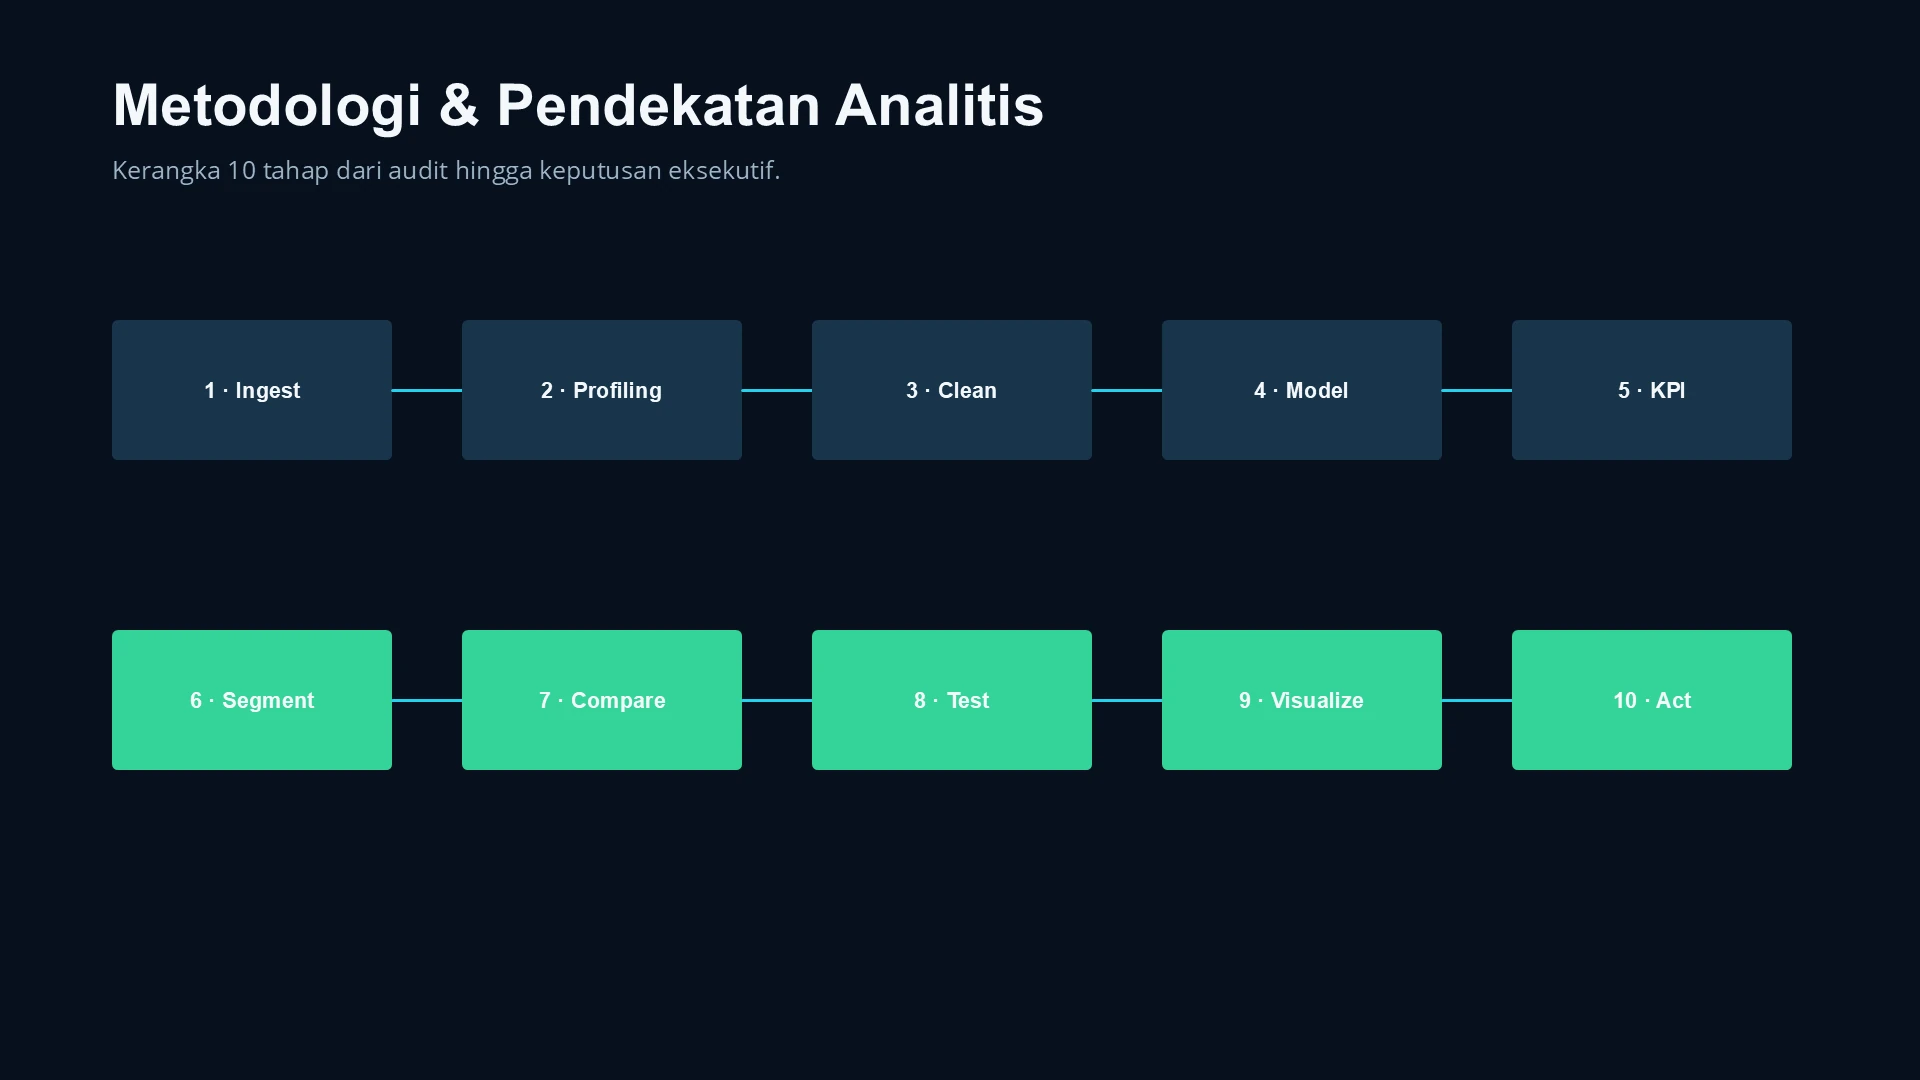 Metodologi & Pendekatan Analitis
Kerangka 10 tahap dari audit hingga keputusan eksekutif.
1 · Ingest
2 · Profiling
3 · Clean
4 · Model
5 · KPI
6 · Segment
7 · Compare
8 · Test
9 · Visualize
10 · Act